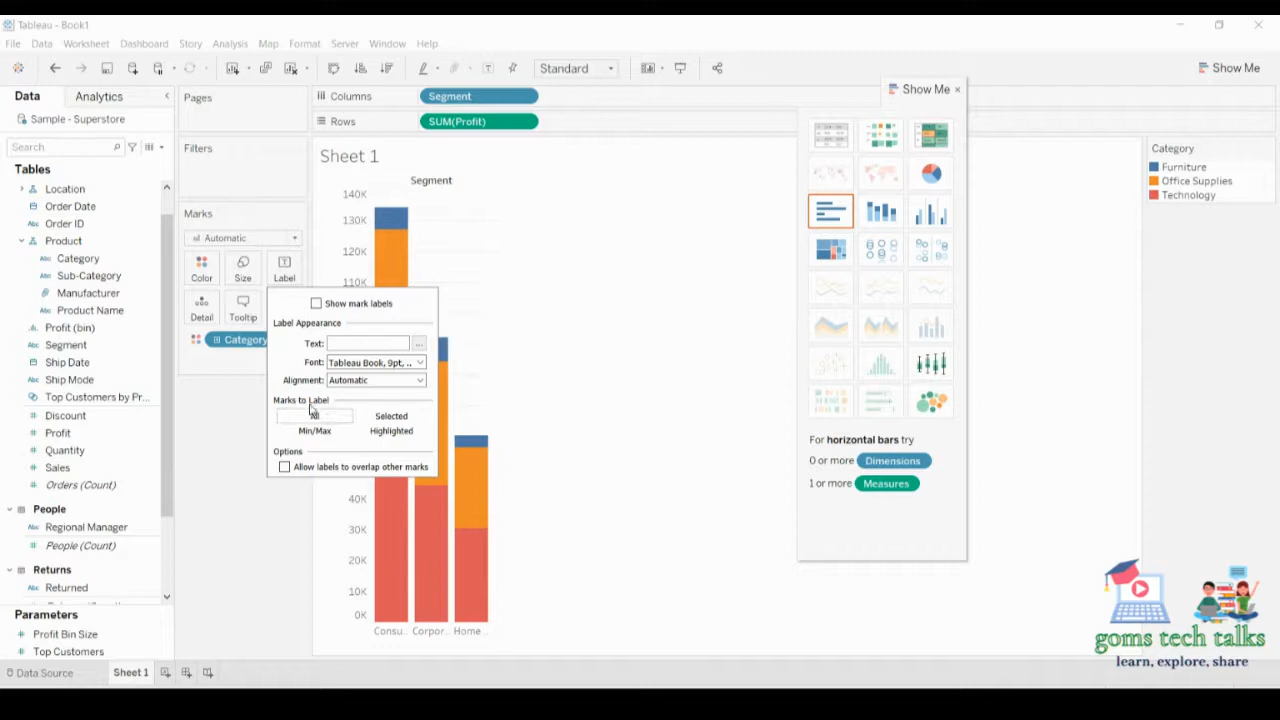 Tableau - Book1
File Data Worksheet Dashboard Story Analysis Map Format Server Window Help
Standard
Show Me
Data Analytics
Sample - Superstore
Search
Tables
Location
Order Date
Order ID
Product
Category
Sub-Category
Manufacturer
Product Name
Profit (bin)
Segment
Ship Date
Ship Mode
Top Customers by Pr...
Discount
Profit
Quantity
Sales
Orders (Count)
People
Regional Manager
People (Count)
Returns
Returned
Parameters
Profit Bin Size
Top Customers
Pages
Filters
Marks
Automatic
Color Size Label
Detail Tooltip
Category
Columns Segment
Rows SUM(Profit)
Sheet 1
Segment
140K
130K
120K
110K
40K
30K
20K
10K
0K
Consu.. Corpor.. Home ..
Show mark labels
Label Appearance
Text: ...
Font: Tableau Book, 9pt, ..
Alignment: Automatic
Marks to Label
All Selected
Min/Max Highlighted
Options
Allow labels to overlap other marks
Show Me ×
For horizontal bars try
0 or more Dimensions
1 or more Measures
Category
Furniture
Office Supplies
Technology
goms tech talks
learn, explore, share
Data Source Sheet 1